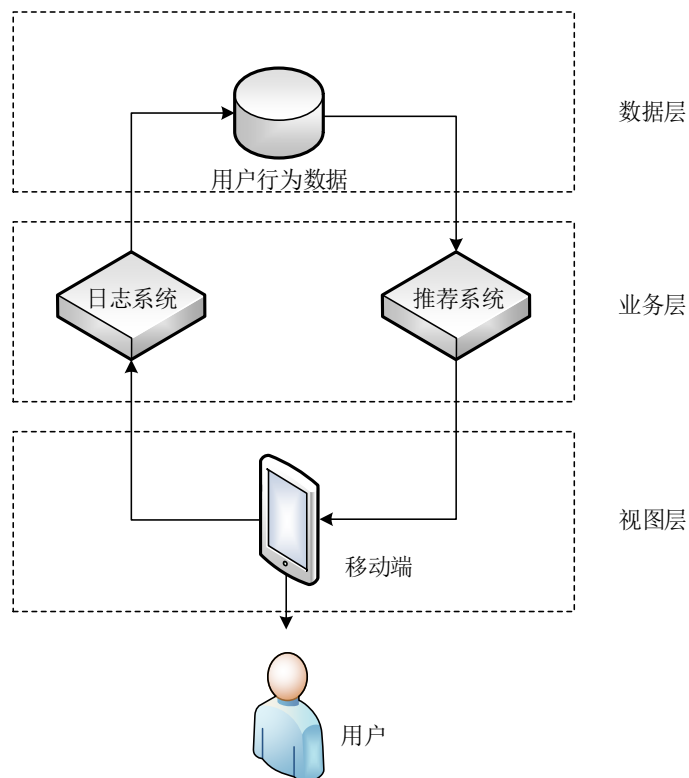 数据层
用户行为数据
日志系统
推荐系统
业务层
视图层
移动端
用户